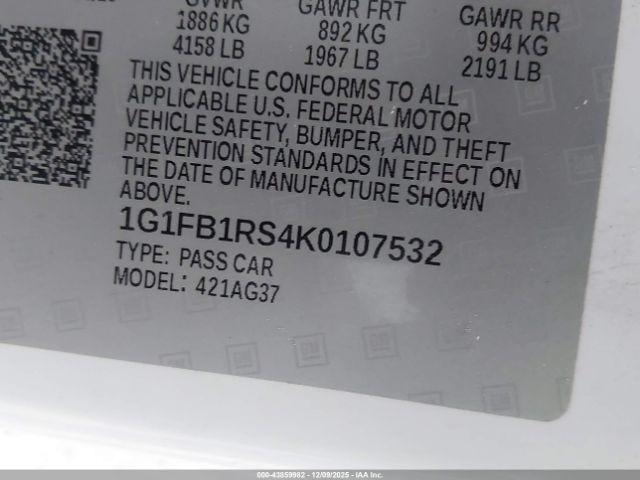 GVWR GAWR FRT GAWR RR
1886 KG 892 KG 994 KG
4158 LB 1967 LB 2191 LB
THIS VEHICLE CONFORMS TO ALL
APPLICABLE U.S. FEDERAL MOTOR
VEHICLE SAFETY, BUMPER, AND THEFT
PREVENTION STANDARDS IN EFFECT ON
THE DATE OF MANUFACTURE SHOWN
ABOVE.
1G1FB1RS4K0107532
TYPE: PASS CAR
MODEL: 421AG37
000-43859982 - 12/09/2025 - IAA Inc.